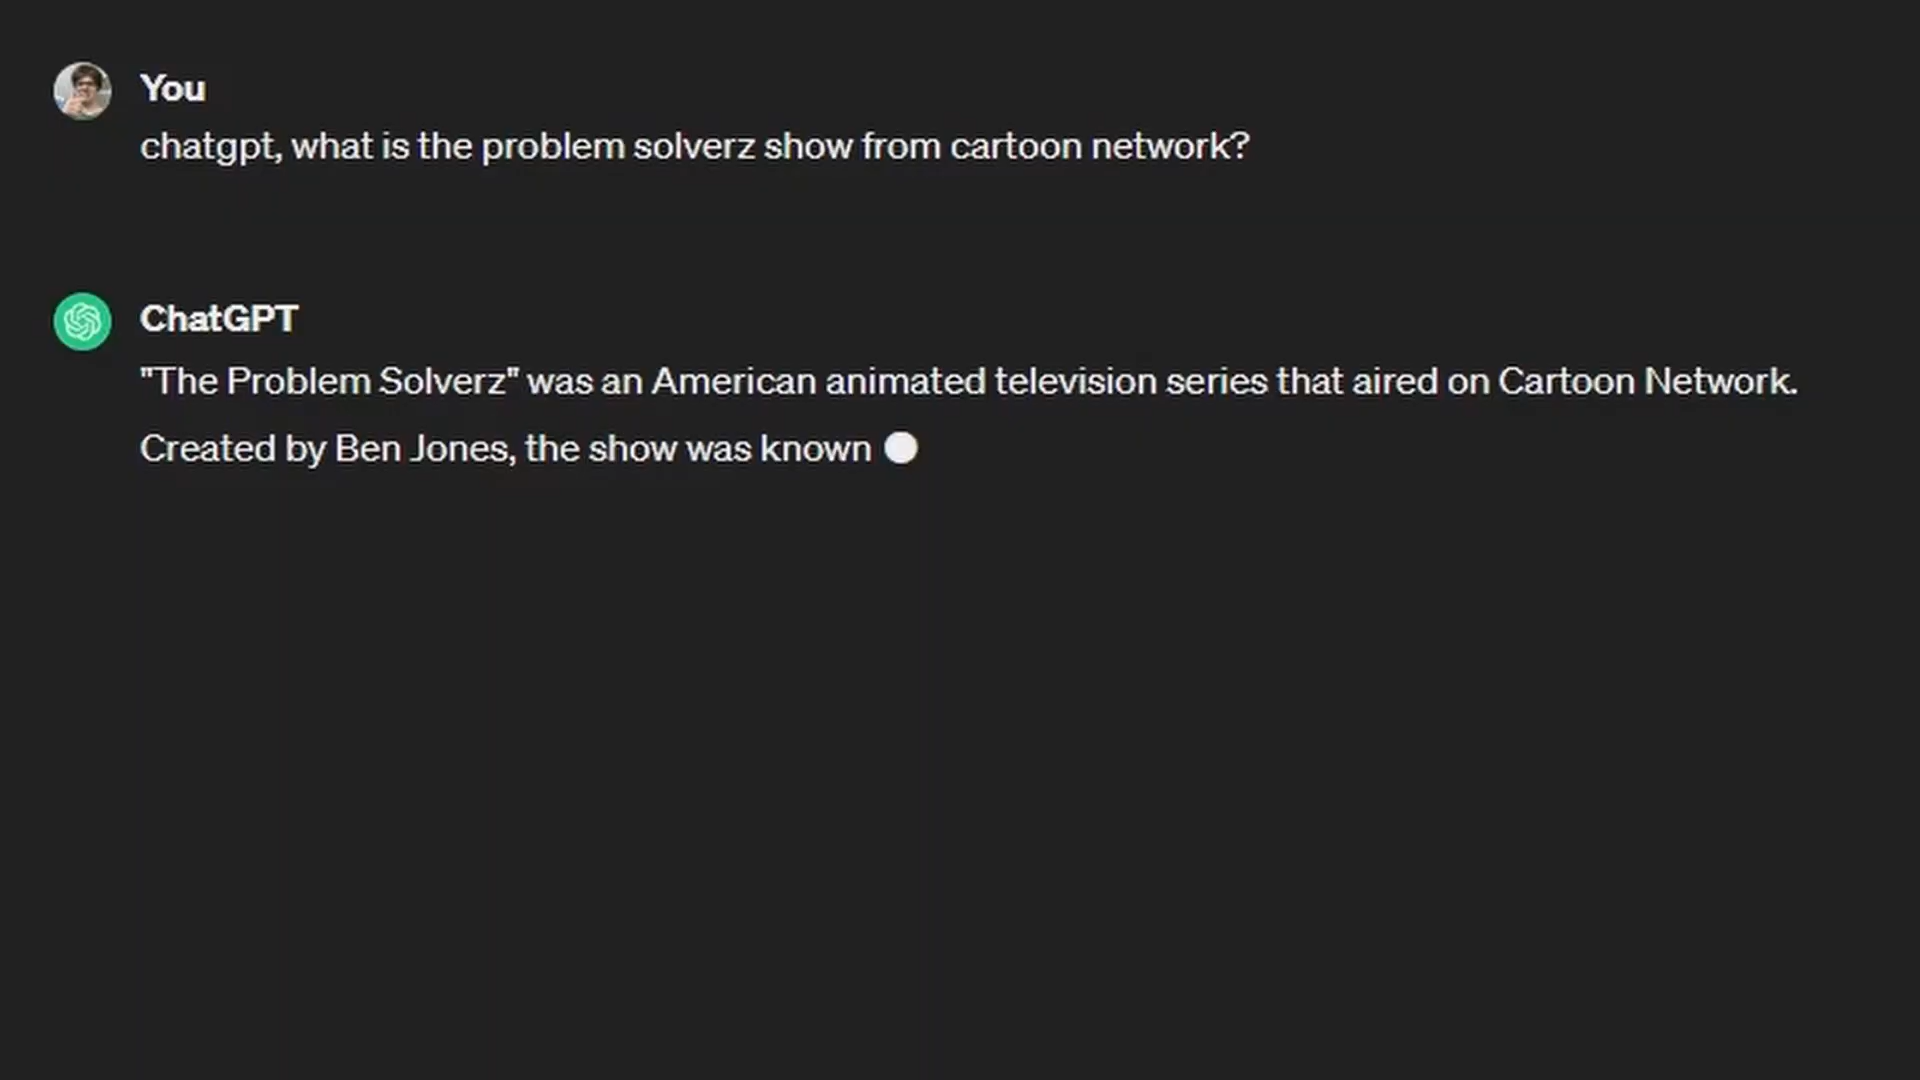 You
chatgpt, what is the problem solverz show from cartoon network?
ChatGPT
"The Problem Solverz" was an American animated television series that aired on Cartoon Network.
Created by Ben Jones, the show was known